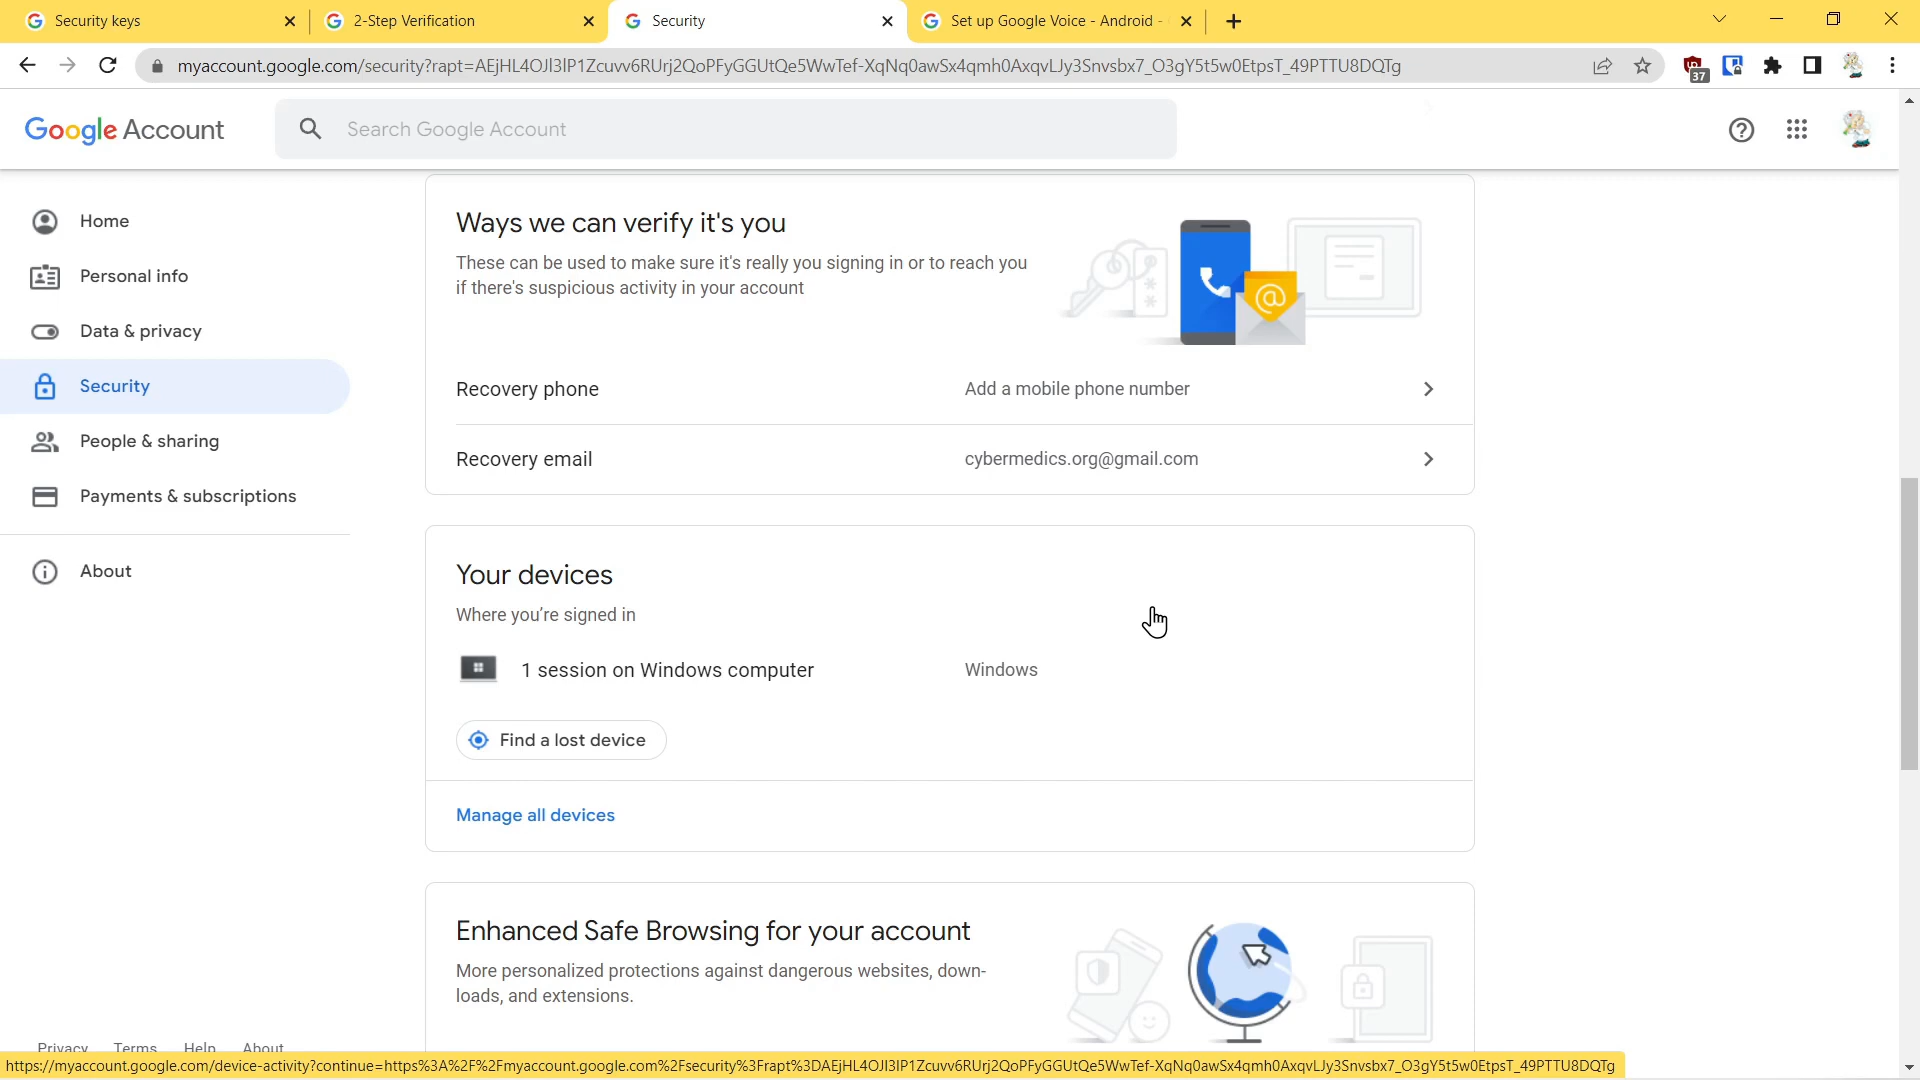 Security keys
2-Step Verification
Security
Set up Google Voice - Android -
myaccount.google.com/security?rapt=AEjHL4OJl3lP1Zcuvv6RUrj2QoPFyGGUtQe5WwTef-XqNq0awSx4qmh0AxqvLJy3Snvsbx7_O3gY5t5w0EtpsT_49PTTU8DQTg
37
Google Account
Search Google Account
Home
Personal info
Data & privacy
Security
People & sharing
Payments & subscriptions
About
Ways we can verify it's you
These can be used to make sure it's really you signing in or to reach you
if there's suspicious activity in your account
Recovery phone
Add a mobile phone number
Recovery email
cybermedics.org@gmail.com
Your devices
Where you're signed in
1 session on Windows computer
Windows
Find a lost device
Manage all devices
Enhanced Safe Browsing for your account
More personalized protections against dangerous websites, down-
loads, and extensions.
Privacy Terms Help About
https://myaccount.google.com/device-activity?continue=https%3A%2F%2Fmyaccount.google.com%2Fsecurity%3Frapt%3DAEjHL4OJl3lP1Zcuvv6RUrj2QoPFyGGUtQe5WwTef-XqNq0awSx4qmh0AxqvLJy3Snvsbx7_O3gY5t5w0EtpsT_49PTTU8DQTg